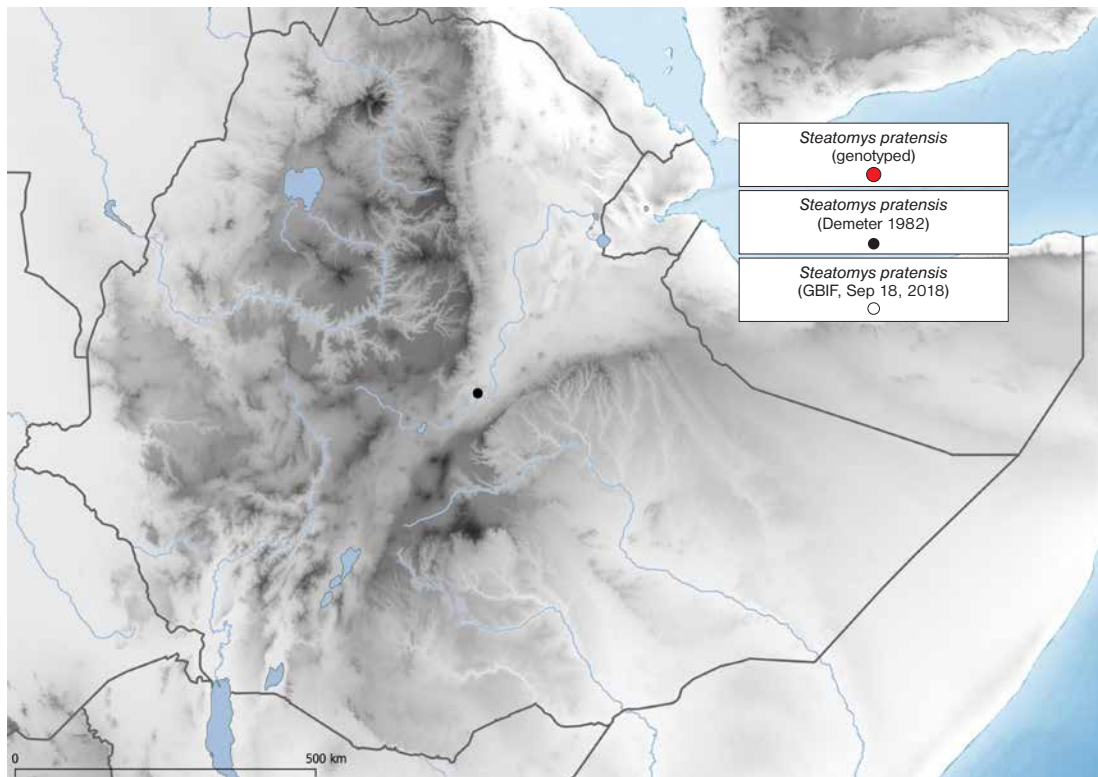 Steatomys pratensis
(genotyped)
Steatomys pratensis
(Demeter 1982)
Steatomys pratensis
(GBIF, Sep 18, 2018)
0
500 km